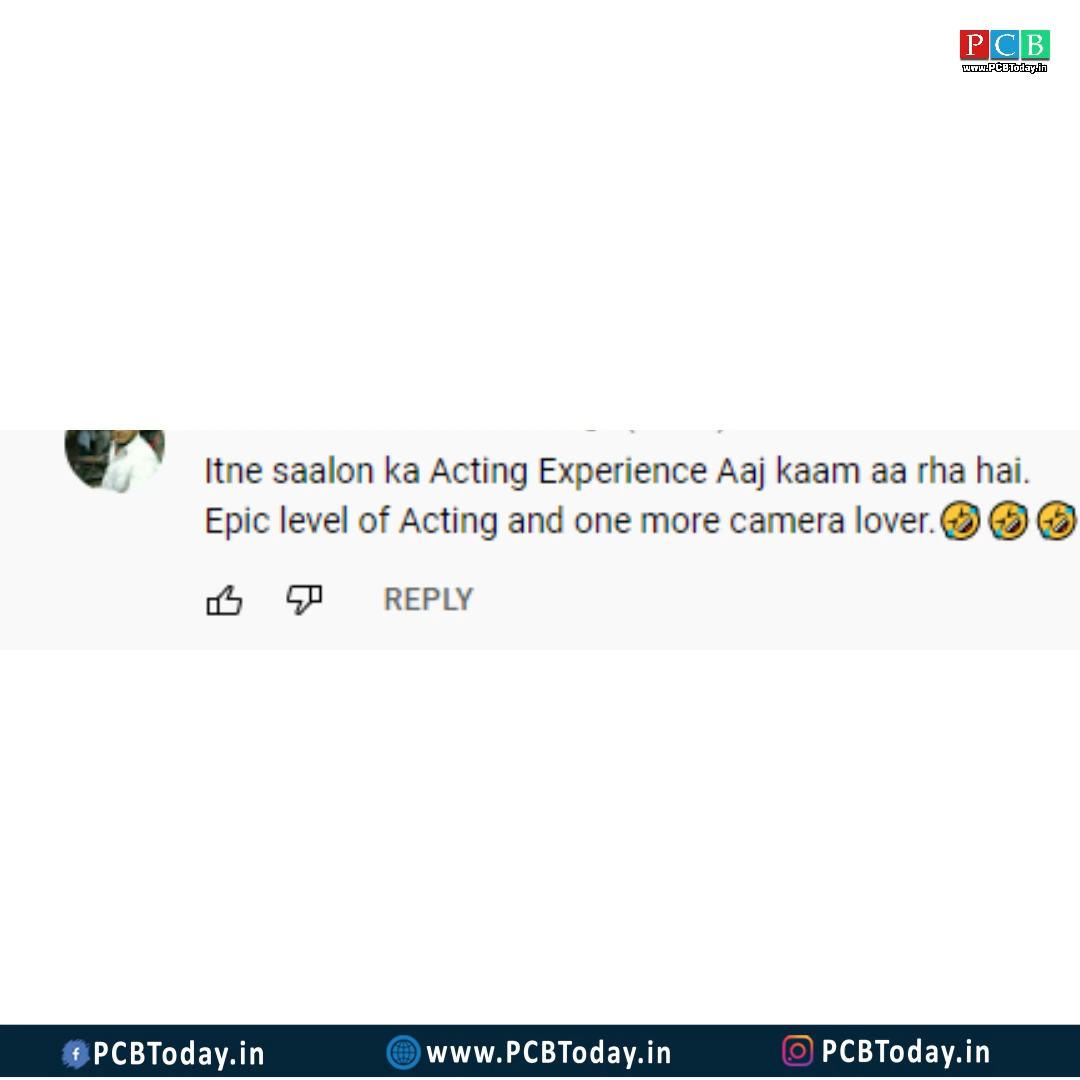 PCB
www.PCBToday.in
Itne saalon ka Acting Experience Aaj kaam aa rha hai.
Epic level of Acting and one more camera lover.🤣🤣🤣
REPLY
PCBToday.in
www.PCBToday.in
PCBToday.in